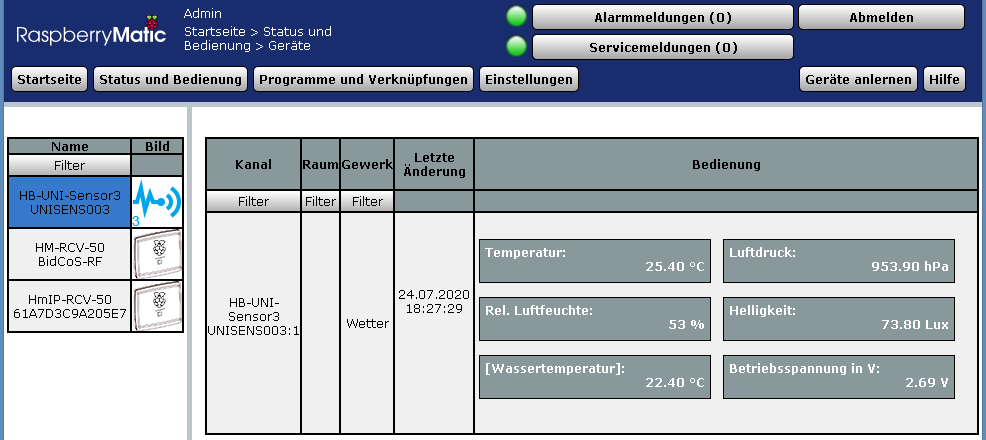 RaspberryMatic
Admin
Startseite > Status und
Bedienung > Geräte
Alarmmeldungen (0)
Servicemeldungen (0)
Abmelden
Startseite
Status und Bedienung
Programme und Verknüpfungen
Einstellungen
Geräte anlernen
Hilfe
Name
Bild
Filter
HB-UNI-Sensor3
UNISENS003
3
HM-RCV-50
BidCoS-RF
HmIP-RCV-50
61A7D3C9A205E7
Kanal
Raum
Gewerk
Letzte
Änderung
Bedienung
Filter
Filter
Filter
HB-UNI-
Sensor3
UNISENS003:1
Wetter
24.07.2020
18:27:29
Temperatur:
25.40 °C
Luftdruck:
953.90 hPa
Rel. Luftfeuchte:
53 %
Helligkeit:
73.80 Lux
[Wassertemperatur]:
22.40 °C
Betriebsspannung in V:
2.69 V